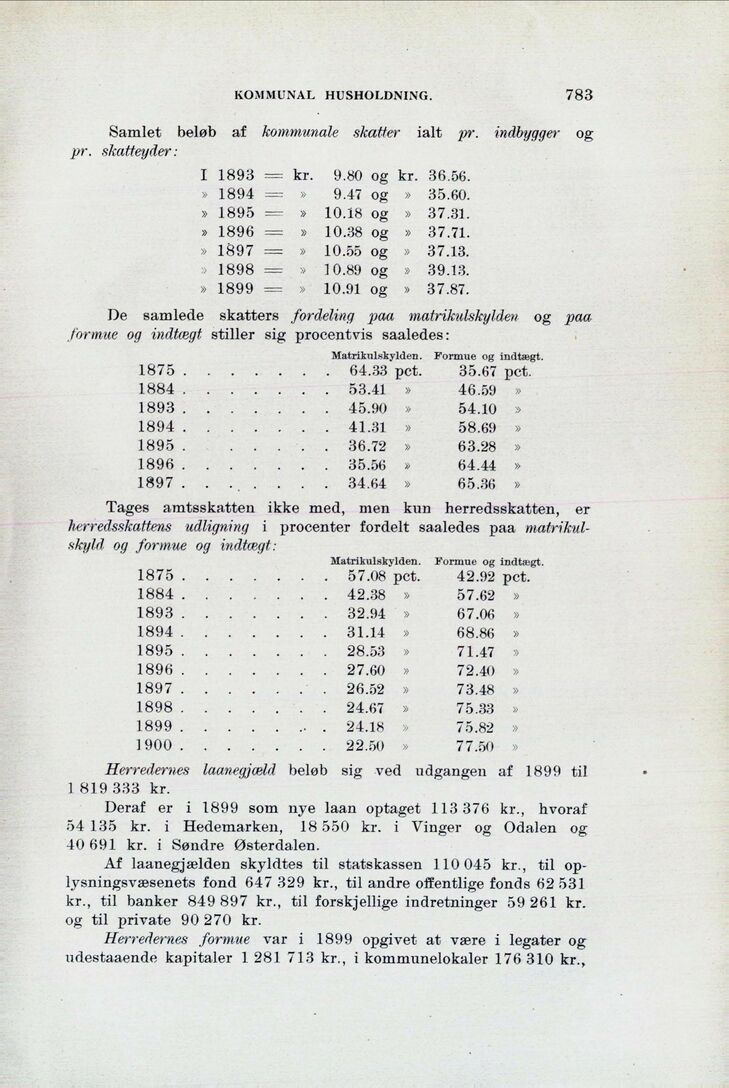 KOMMUNAL HUSHOLDNING. 783
Samlet beløb af kommunale skatter ialt pr. indbygger og
pr. skatteyder:
I 1893 = kr. 9.80 og kr. 36.56.
» 1894 = » 9.47 og » 35.60.
» 1895 = » 10.18 og » 37.31.
» 1896 = » 10.38 og » 37.71.
» 1897 = » 10.55 og » 37.13.
» 1898 = » 10.89 og » 39.13.
» 1899 = » 10.91 og » 37.87.
De samlede skatters fordeling paa matrikulskylden og paa
formue og indtægt stiller sig procentvis saaledes:
Matrikulskylden. Formue og indtægt.
1875 . . . . . . . 64.33 pct. 35.67 pct.
1884 . . . . . . . 53.41 » 46.59 »
1893 . . . . . . . 45.90 » 54.10 »
1894 . . . . . . . 41.31 » 58.69 »
1895 . . . . . . 36.72 » 63.28 »
1896 . . . . . . . 35.56 » 64.44 »
1897 . . . . . . . 34.64 » 65.36 »
Tages amtsskatten ikke med, men kun herredsskatten, er
herredsskattens udligning i procenter fordelt saaledes paa matrikul-
skyld og formue og indtægt:
Matrikulskylden. Formue og indtægt.
1875 . . . . . . . 57.08 pct. 42.92 pct.
1884 . . . . . . . 42.38 » 57.62 »
1893 . . . . . . . 32.94 » 67.06 »
1894 . . . . . . . 31.14 » 68.86 »
1895 . . . . . . . 28.53 » 71.47 »
1896 . . . . . . . 27.60 » 72.40 »
1897 . . . . . . . 26.52 » 73.48 »
1898 . . . . . . . 24.67 » 75.33 »
1899 . . . . . . . 24.18 » 75.82 »
1900 . . . . . . . 22.50 » 77.50 »
Herredernes laanegjæld beløb sig ved udgangen af 1899 til
1 819 333 kr.
Deraf er i 1899 som nye laan optaget 113 376 kr., hvoraf
54 135 kr. i Hedemarken, 18 550 kr. i Vinger og Odalen og
40 691 kr. i Søndre Østerdalen.
Af laanegjælden skyldtes til statskassen 110 045 kr., til op-
lysningsvæsenets fond 647 329 kr., til andre offentlige fonds 62 531
kr., til banker 849 897 kr., til forskjellige indretninger 59 261 kr.
og til private 90 270 kr.
Herredernes formue var i 1899 opgivet at være i legater og
udestaaende kapitaler 1 281 713 kr., i kommunelokaler 176 310 kr.,